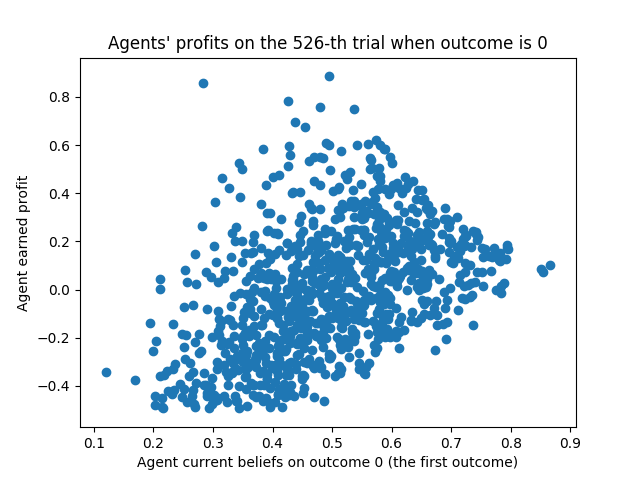 Agents' profits on the 526-th trial when outcome is 0
Agent earned profit
0.8
0.6
0.4
0.2
0.0
−0.2
−0.4
0.1 0.2 0.3 0.4 0.5 0.6 0.7 0.8 0.9
Agent current beliefs on outcome 0 (the first outcome)